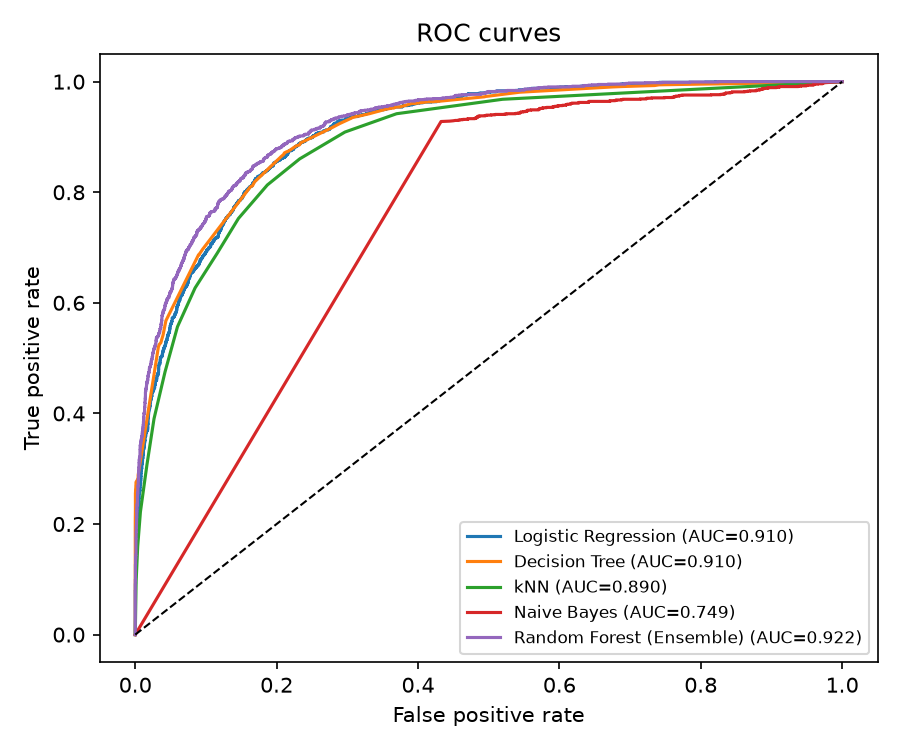 ROC curves
True positive rate
1.0
0.8
0.6
0.4
0.2
0.0
Logistic Regression (AUC=0.910)
Decision Tree (AUC=0.910)
kNN (AUC=0.890)
Naive Bayes (AUC=0.749)
Random Forest (Ensemble) (AUC=0.922)
0.0 0.2 0.4 0.6 0.8 1.0
False positive rate